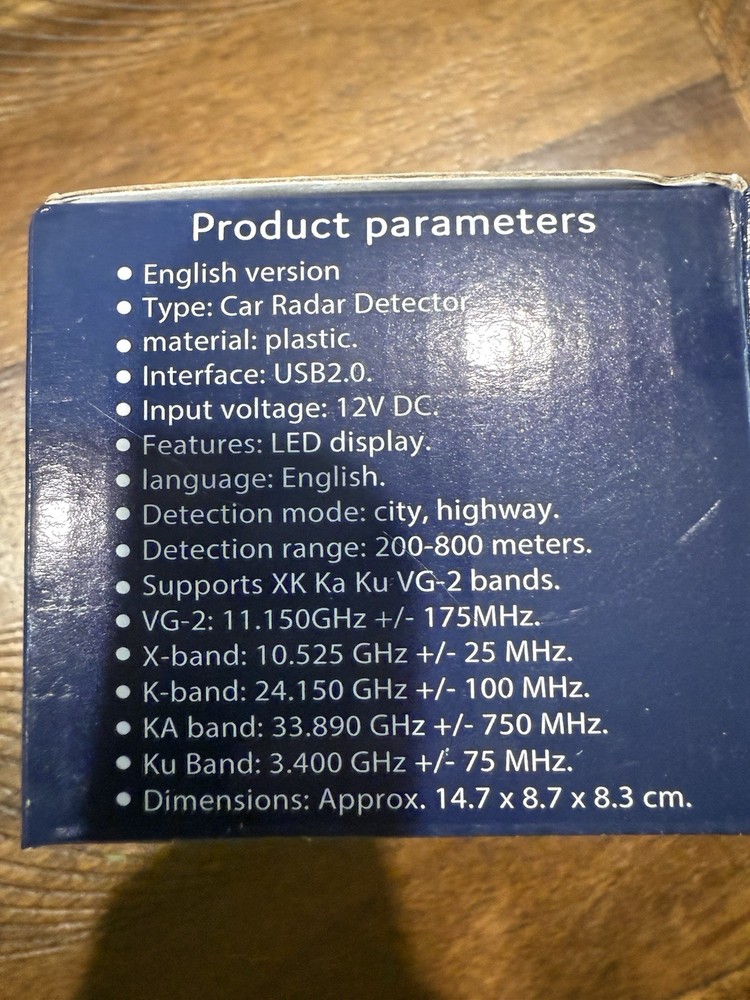 Product parameters
● English version
● Type: Car Radar Detector
● material: plastic.
● Interface: USB2.0.
● Input voltage: 12V DC.
● Features: LED display.
● language: English.
● Detection mode: city, highway.
● Detection range: 200-800 meters.
● Supports XK Ka Ku VG-2 bands.
● VG-2: 11.150GHz +/- 175MHz.
● X-band: 10.525 GHz +/- 25 MHz.
● K-band: 24.150 GHz +/- 100 MHz.
● KA band: 33.890 GHz +/- 750 MHz.
● Ku Band: 3.400 GHz +/- 75 MHz.
● Dimensions: Approx. 14.7 x 8.7 x 8.3 cm.